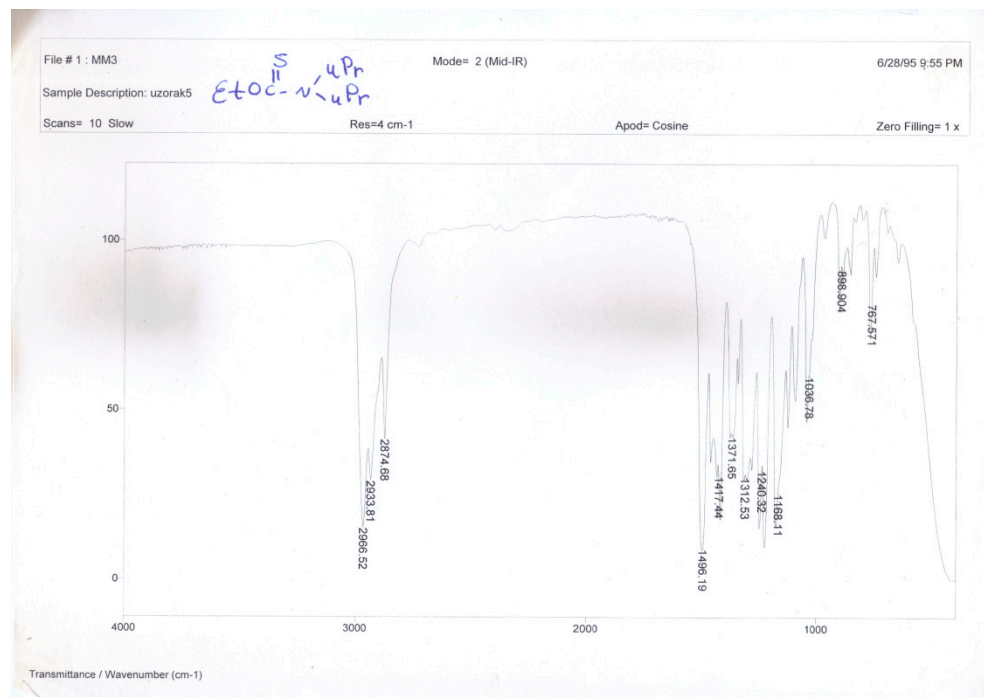 File # 1 : MM3
Mode= 2 (Mid-IR)
6/28/95 9:55 PM
S
nPr
Sample Description: uzorak5
EtOC-N
nPr
Scans= 10 Slow
Res=4 cm-1
Apod= Cosine
Zero Filling= 1 x
100
50
0
2966.52
2933.81
2874.68
1496.19
1417.44
1371.65
1312.53
1240.32
1168.11
1036.78
898.904
767.571
4000
3000
2000
1000
Transmittance / Wavenumber (cm-1)